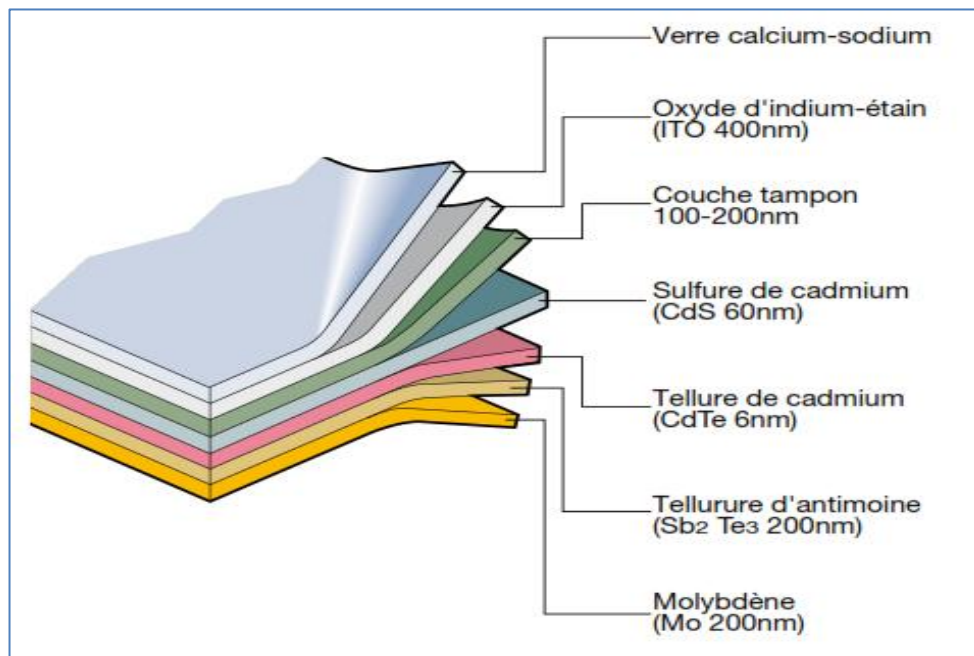 Verre calcium-sodium
Oxyde d'indium-étain
(ITO 400nm)
Couche tampon
100-200nm
Sulfure de cadmium
(CdS 60nm)
Tellure de cadmium
(CdTe 6nm)
Tellurure d'antimoine
(Sb2 Te3 200nm)
Molybdène
(Mo 200nm)